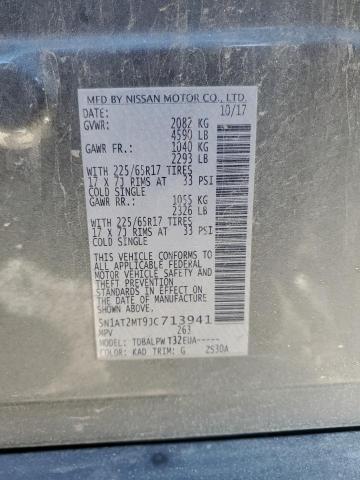 MFD BY NISSAN MOTOR CO., LTD.
DATE: 10/17
GVWR: 2082 KG
4590 LB
GAWR FR.: 1040 KG
2293 LB
WITH 225/65R17 TIRES
17 X 7J RIMS AT 33 PSI
COLD SINGLE
GAWR RR.: 1055 KG
2326 LB
WITH 225/65R17 TIRES
17 X 7J RIMS AT 33 PSI
COLD SINGLE
THIS VEHICLE CONFORMS TO
ALL APPLICABLE FEDERAL
MOTOR VEHICLE SAFETY AND
THEFT PREVENTION
STANDARDS IN EFFECT ON THE
DATE OF MANUFACTURE
SHOWN ABOVE.
5N1AT2MT9JC713941
MPV 263
MODEL: TDBALPWT32EUA-----
COLOR: KAD TRIM: G ZS30A